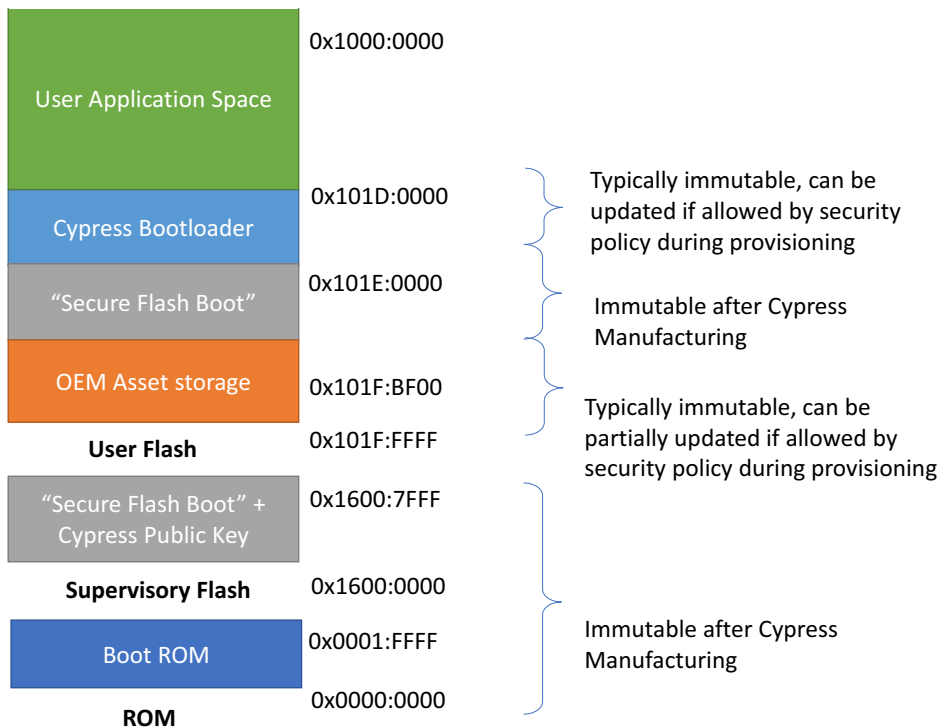 0x1000:0000
User Application Space
0x101D:0000
Typically immutable, can be
updated if allowed by security
policy during provisioning
Cypress Bootloader
0x101E:0000
“Secure Flash Boot”
Immutable after Cypress
Manufacturing
OEM Asset storage
0x101F:BF00
Typically immutable, can be
partially updated if allowed by
security policy during provisioning
0x101F:FFFF
User Flash
“Secure Flash Boot” +
Cypress Public Key
0x1600:7FFF
Supervisory Flash
0x1600:0000
0x0001:FFFF
Boot ROM
Immutable after Cypress
Manufacturing
0x0000:0000
ROM